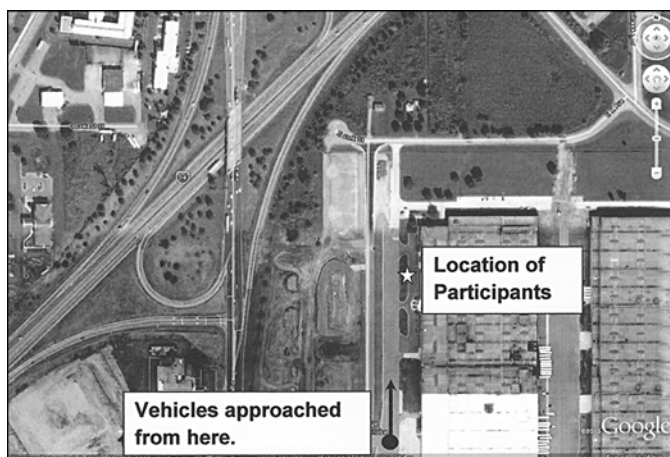 Location of
Participants
Vehicles approached
from here.
Google